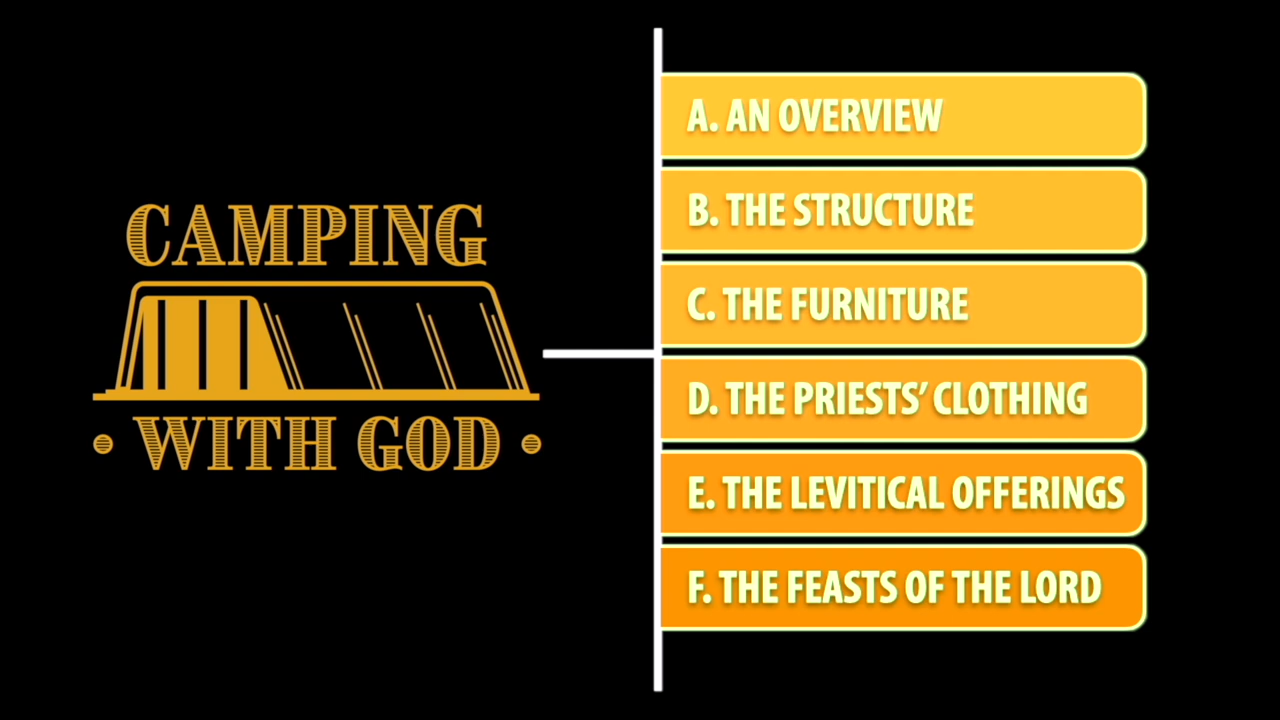 CAMPING
• WITH GOD •
A. AN OVERVIEW
B. THE STRUCTURE
C. THE FURNITURE
D. THE PRIESTS’ CLOTHING
E. THE LEVITICAL OFFERINGS
F. THE FEASTS OF THE LORD